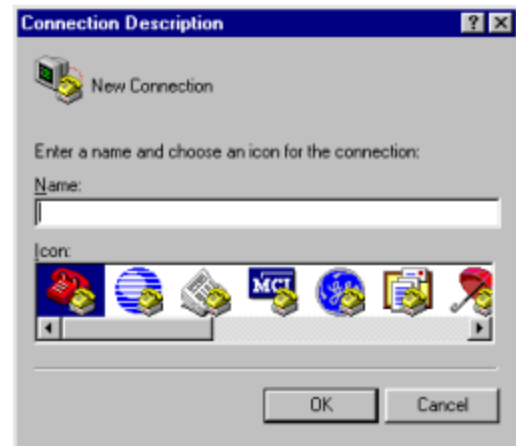 Connection Description
New Connection
Enter a name and choose an icon for the connection:
Name:
Icon:
MCI
OK
Cancel